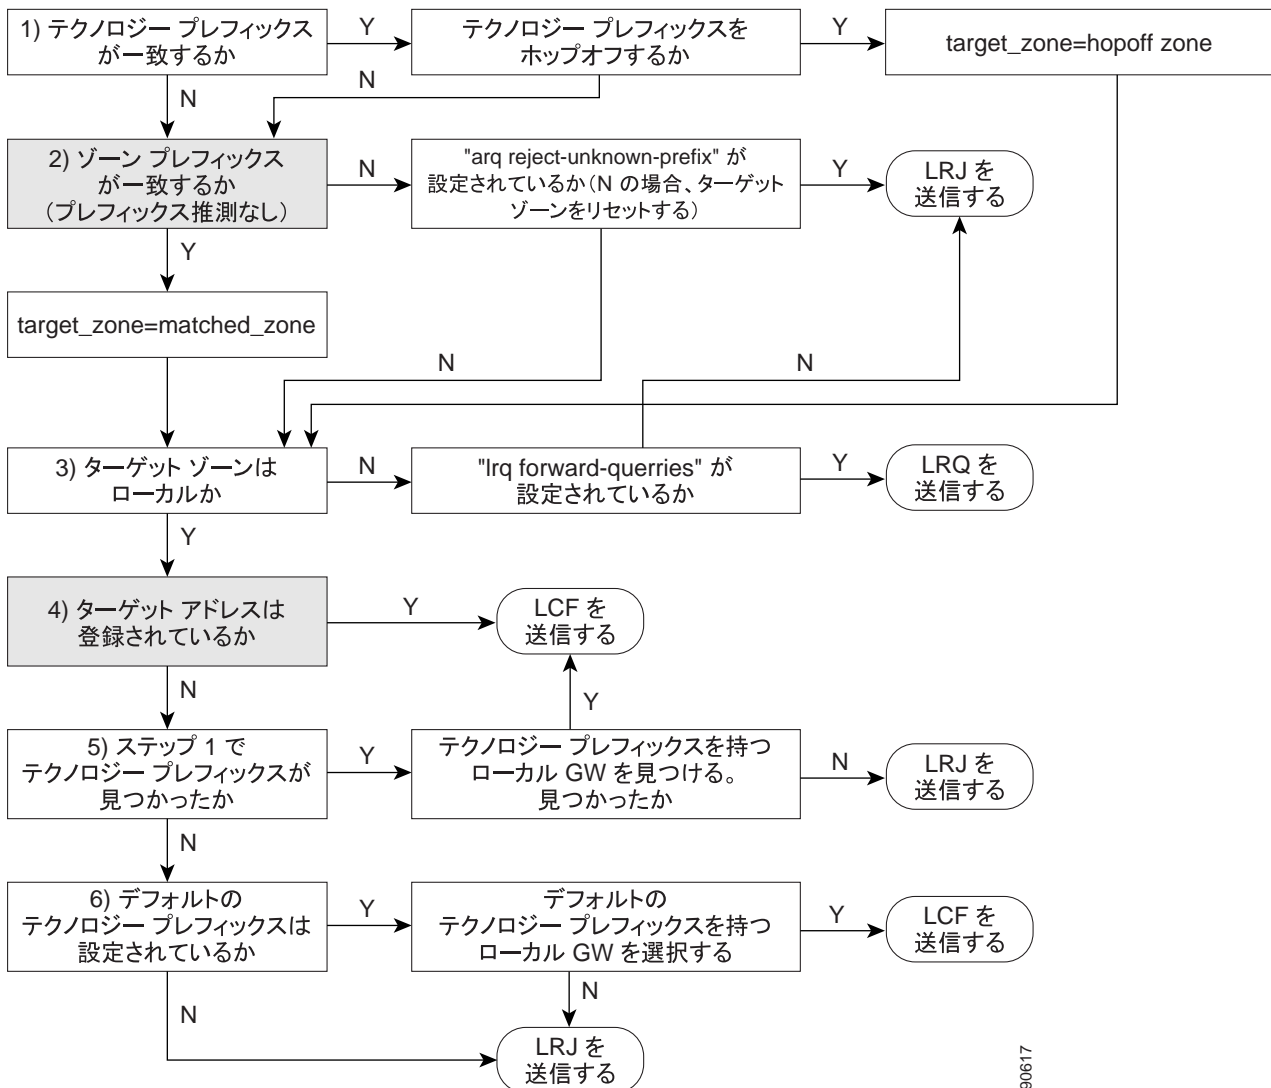 1) テクノロジー プレフィックス
が一致するか
Y
テクノロジー プレフィックスを
ホップオフするか
Y
target_zone=hopoff zone
N
N
2) ゾーン プレフィックス
が一致するか
（プレフィックス推測なし）
N
"arq reject-unknown-prefix" が
設定されているか（N の場合、ターゲット
ゾーンをリセットする）
Y
LRJ を
送信する
Y
target_zone=matched_zone
N
N
3) ターゲット ゾーンは
ローカルか
N
"lrq forward-querries" が
設定されているか
Y
LRQ を
送信する
Y
4) ターゲット アドレスは
登録されているか
Y
LCF を
送信する
N
Y
5) ステップ 1 で
テクノロジー プレフィックスが
見つかったか
Y
テクノロジー プレフィックスを持つ
ローカル GW を見つける。
見つかったか
N
LRJ を
送信する
N
6) デフォルトの
テクノロジー プレフィックスは
設定されているか
Y
デフォルトの
テクノロジー プレフィックスを持つ
ローカル GW を選択する
Y
LCF を
送信する
N
N
LRJ を
送信する
90617